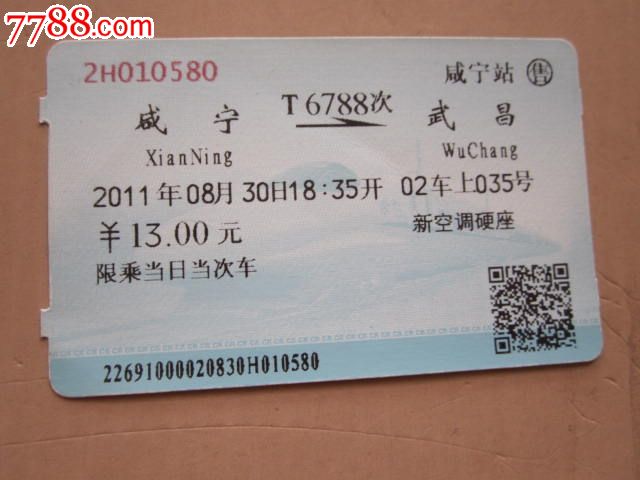 7788.com
2H010580 咸宁站 售
咸宁 T6788次 武昌
XianNing WuChang
2011年08月30日18:35开 02车上035号
￥13.00元 新空调硬座
限乘当日当次车
22691000020830H010580